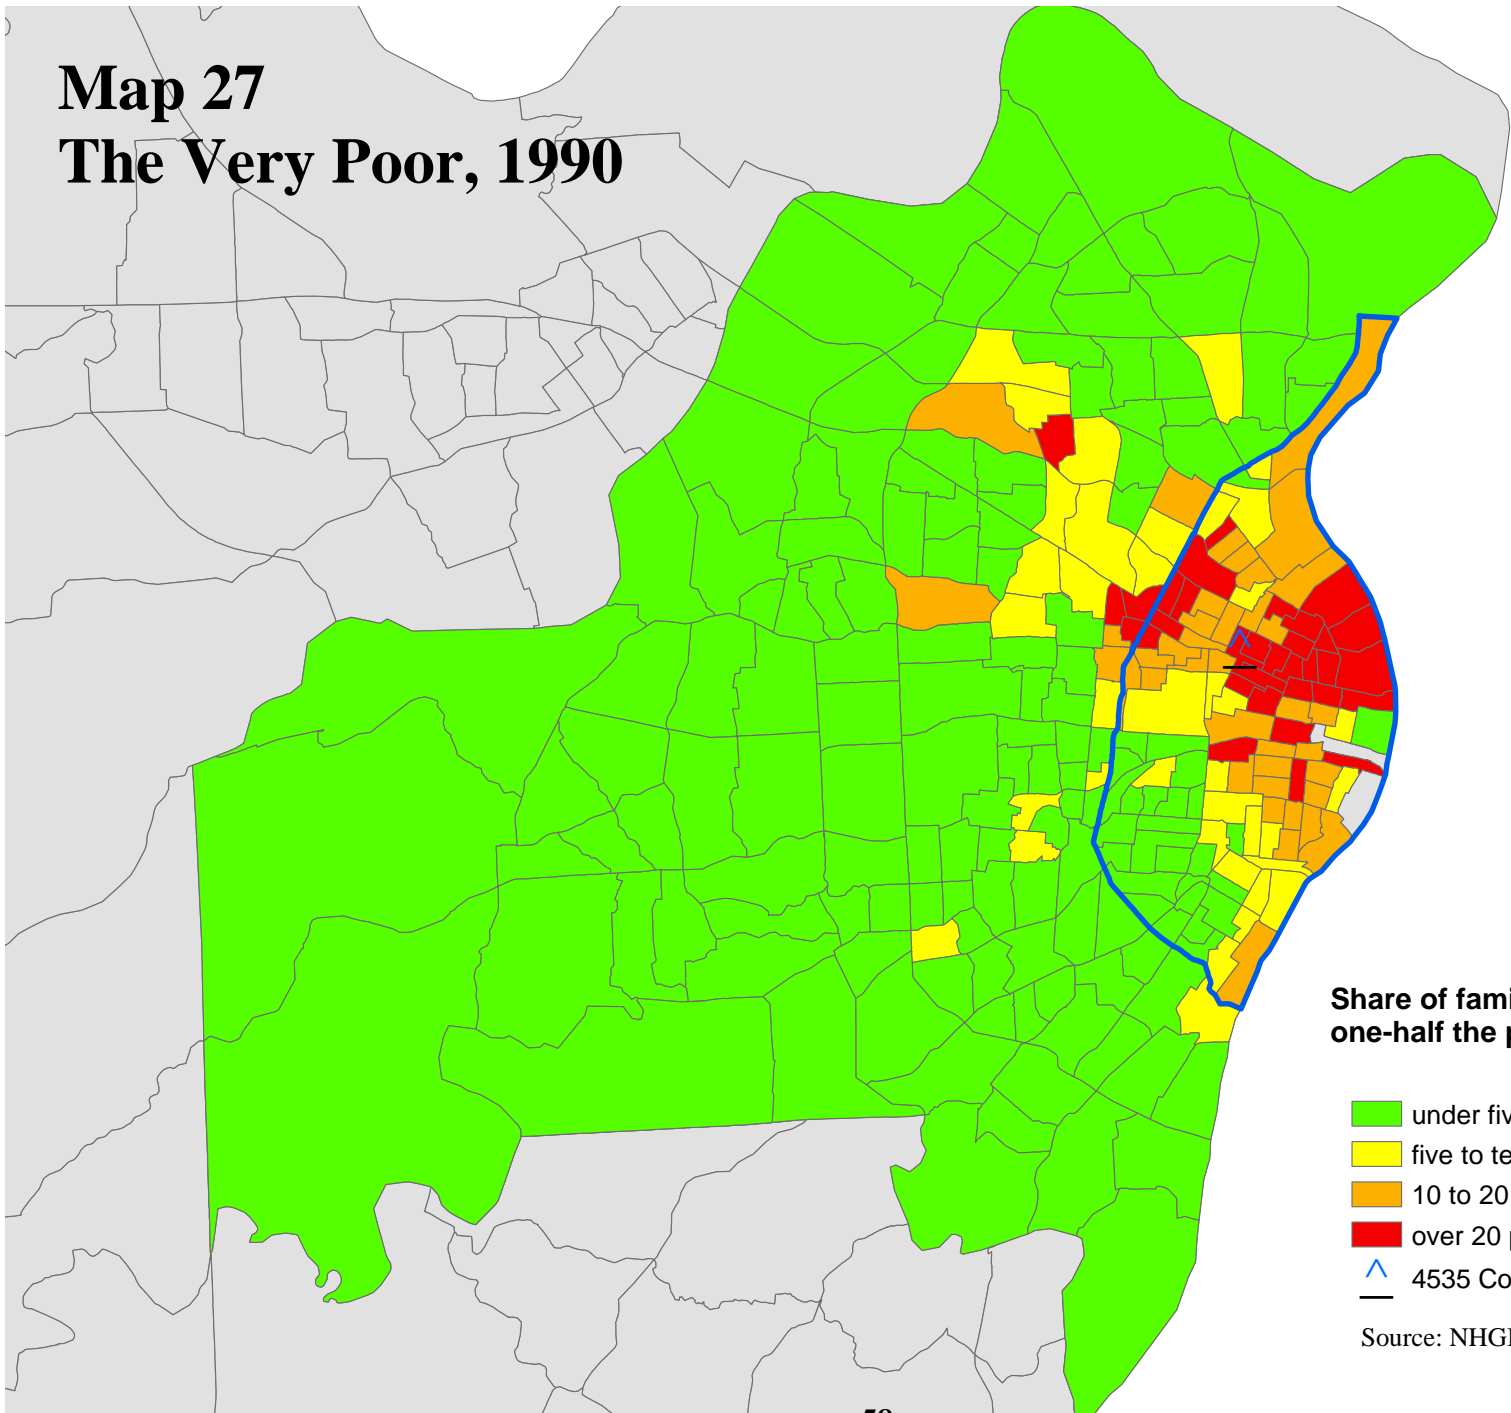 Map 27
The Very Poor, 1990
Share of fami
one-half the p
under fiv
five to te
10 to 20
over 20 p
4535 Co
Source: NHGI